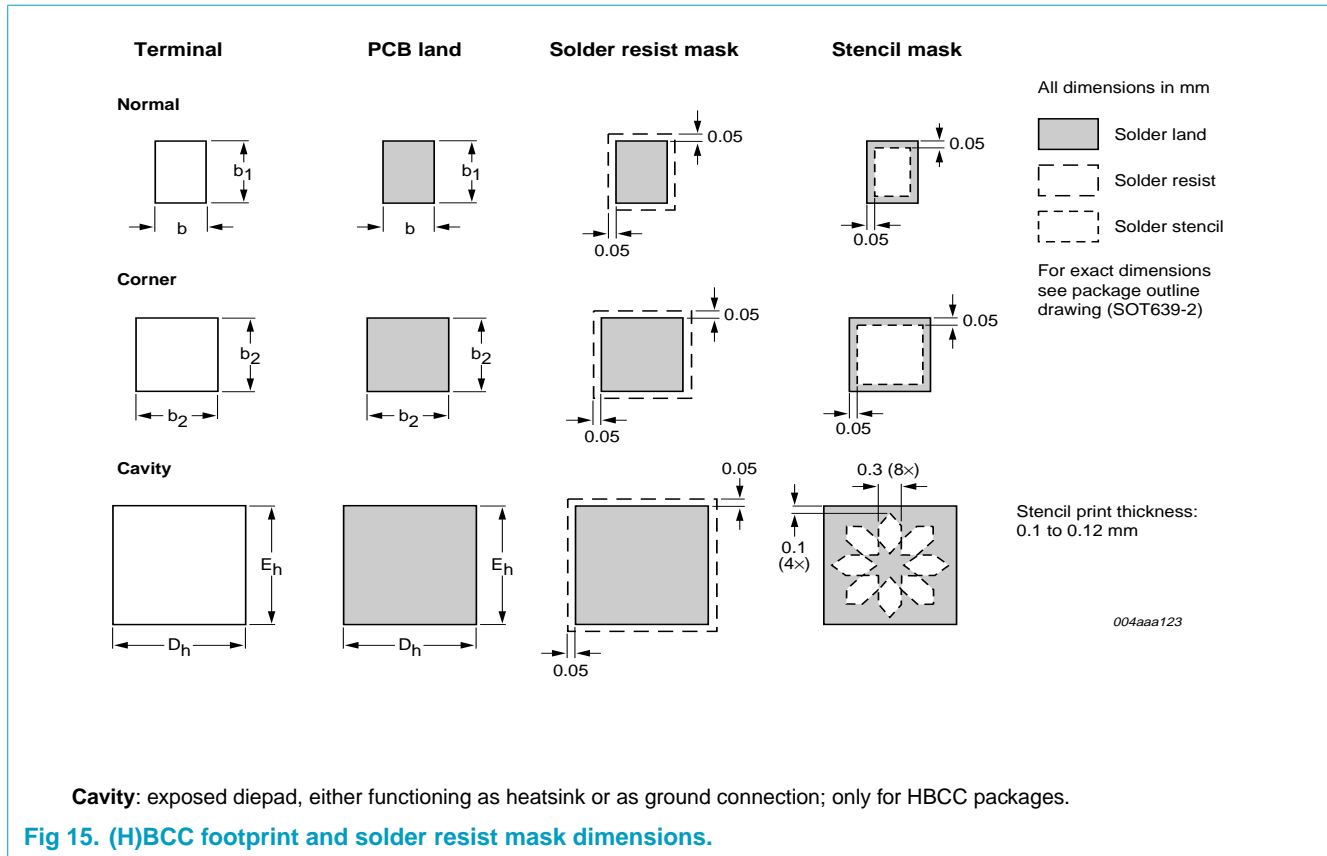 Terminal PCB land Solder resist mask Stencil mask
All dimensions in mm
Solder land
Solder resist
Solder stencil
For exact dimensions
see package outline
drawing (SOT639-2)
Normal
b1
b
b1
b
0.05
0.05
0.05
0.05
Corner
b2
b2
b2
b2
0.05
0.05
0.05
0.05
Cavity
Eh
Dh
Eh
Dh
0.05
0.05
0.3 (8×)
0.1
(4×)
Stencil print thickness:
0.1 to 0.12 mm
004aaa123
Cavity: exposed diepad, either functioning as heatsink or as ground connection; only for HBCC packages.
Fig 15. (H)BCC footprint and solder resist mask dimensions.